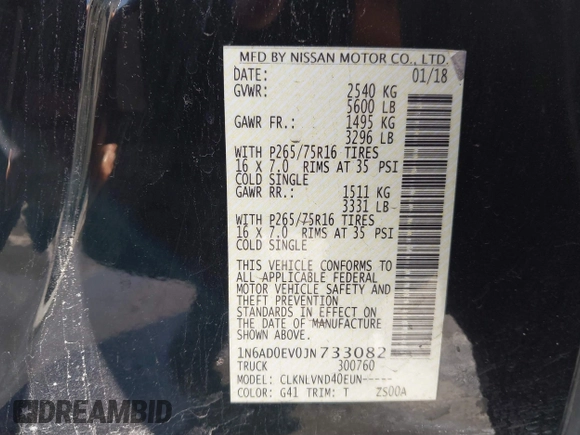 MFD BY NISSAN MOTOR CO., LTD.
DATE: 01/18
GVWR: 2540 KG
5600 LB
GAWR FR.: 1495 KG
3296 LB
WITH P265/75R16 TIRES
16 X 7.0 RIMS AT 35 PSI
COLD SINGLE
GAWR RR.: 1511 KG
3331 LB
WITH P265/75R16 TIRES
16 X 7.0 RIMS AT 35 PSI
COLD SINGLE
THIS VEHICLE CONFORMS TO
ALL APPLICABLE FEDERAL
MOTOR VEHICLE SAFETY AND
THEFT PREVENTION
STANDARDS IN EFFECT ON
THE DATE OF MANUFACTURE
SHOWN ABOVE.
1N6AD0EV0JN733082
TRUCK 300760
MODEL: CLKNLVND40EUN-----
COLOR: G41 TRIM: T ZS00A
DREAMBID